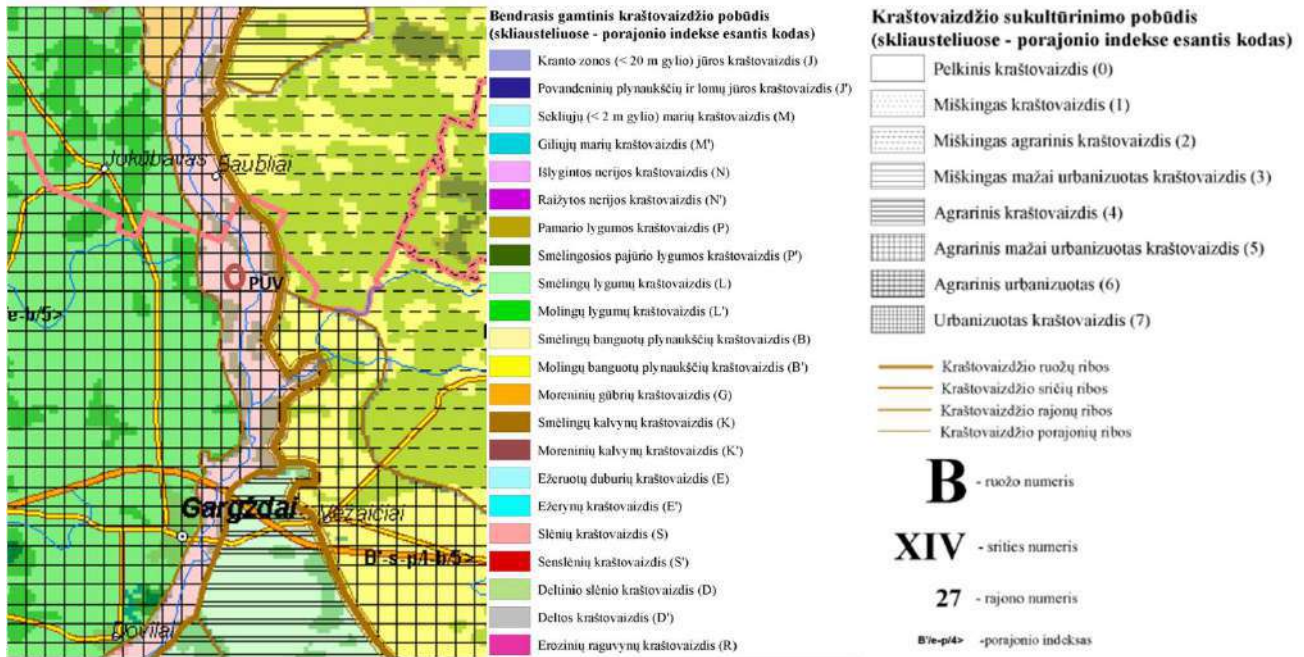 Jokūbavas
Baubliai
PŪV
e-b/5>
Gargždai
Vėžaičiai
B'-s-p/l-b/5>
Dovilai
Bendrasis gamtinis kraštovaizdžio pobūdis
(skliausteliuose - porajonio indekse esantis kodas)
Kranto zonos (< 20 m gylio) jūros kraštovaizdis (J)
Povandeninių plynaukščių ir lomų jūros kraštovaizdis (J')
Sekliųjų (< 2 m gylio) marių kraštovaizdis (M)
Giliųjų marių kraštovaizdis (M')
Išlygintos nerijos kraštovaizdis (N)
Raižytos nerijos kraštovaizdis (N')
Pamario lygumos kraštovaizdis (P)
Smėlingosios pajūrio lygumos kraštovaizdis (P')
Smėlingų lygumų kraštovaizdis (L)
Molingų lygumų kraštovaizdis (L')
Smėlingų banguotų plynaukščių kraštovaizdis (B)
Molingų banguotų plynaukščių kraštovaizdis (B')
Moreninių gūbrių kraštovaizdis (G)
Smėlingų kalvynų kraštovaizdis (K)
Moreninių kalvynų kraštovaizdis (K')
Ežeruotų duburių kraštovaizdis (E)
Ežerynų kraštovaizdis (E')
Slėnių kraštovaizdis (S)
Senslėnių kraštovaizdis (S')
Deltinio slėnio kraštovaizdis (D)
Deltos kraštovaizdis (D')
Erozinių raguvynų kraštovaizdis (R)
Kraštovaizdžio sukultūrinimo pobūdis
(skliausteliuose - porajonio indekse esantis kodas)
Pelkinis kraštovaizdis (0)
Miškingas kraštovaizdis (1)
Miškingas agrarinis kraštovaizdis (2)
Miškingas mažai urbanizuotas kraštovaizdis (3)
Agrarinis kraštovaizdis (4)
Agrarinis mažai urbanizuotas kraštovaizdis (5)
Agrarinis urbanizuotas (6)
Urbanizuotas kraštovaizdis (7)
Kraštovaizdžio ruožų ribos
Kraštovaizdžio sričių ribos
Kraštovaizdžio rajonų ribos
Kraštovaizdžio porajonių ribos
B - ruožo numeris
XIV - srities numeris
27 - rajono numeris
B'/e-p/4> -porajonio indeksas